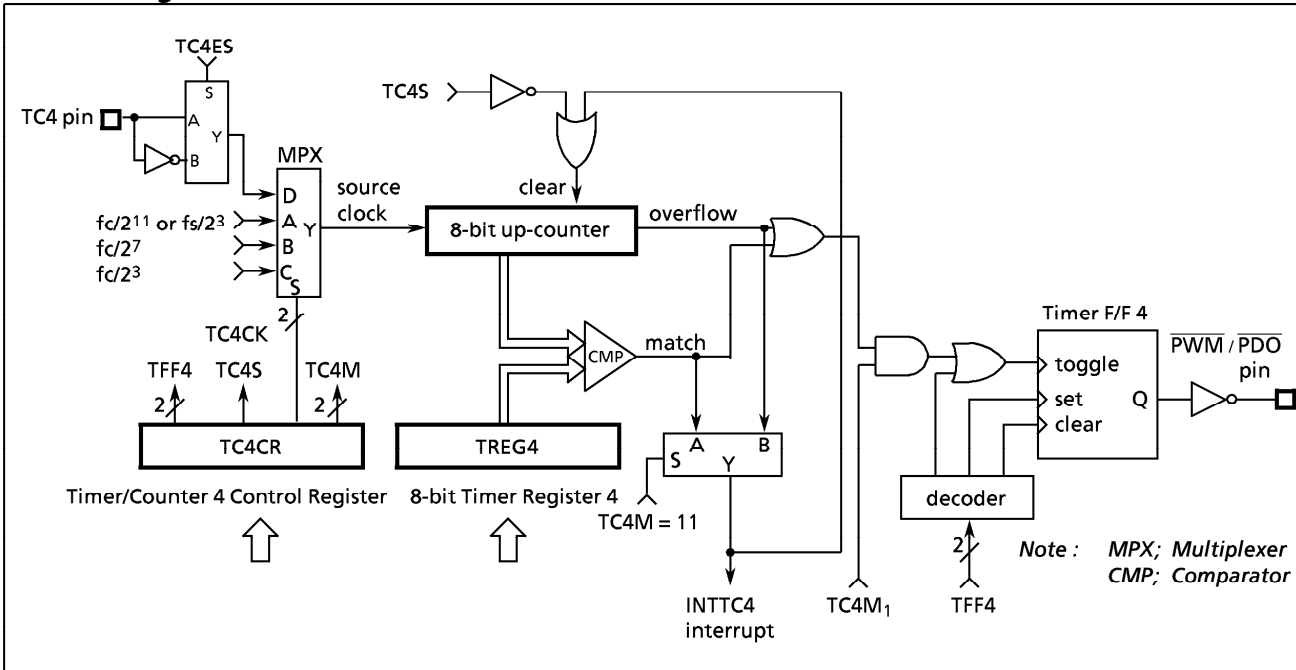 TC4ES
S
TC4 pin
A
Y
B
TC4S
MPX
D
source
clock
clear
fc/2¹¹ or fs/2³
A
Y
8-bit up-counter
overflow
fc/2⁷
B
fc/2³
C
S
2
TC4CK
TFF4
TC4S
TC4M
2
2
CMP
match
Timer F/F 4
toggle
set
Q
clear
P̅W̅M̅ / P̅D̅O̅
pin
TC4CR
TREG4
A
B
S
Y
Timer/Counter 4 Control Register
8-bit Timer Register 4
TC4M = 11
decoder
2
Note : MPX; Multiplexer
CMP; Comparator
INTTC4
interrupt
TC4M₁
TFF4